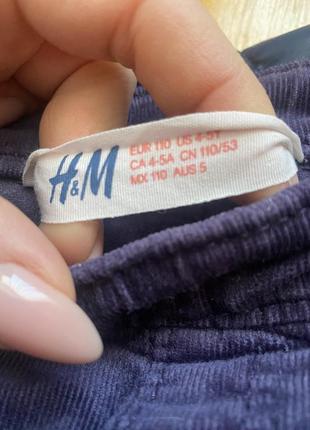 H&M
EUR 110 US 4-5Y
CA 4-5A CN 110/53
MX 110 AUS 5